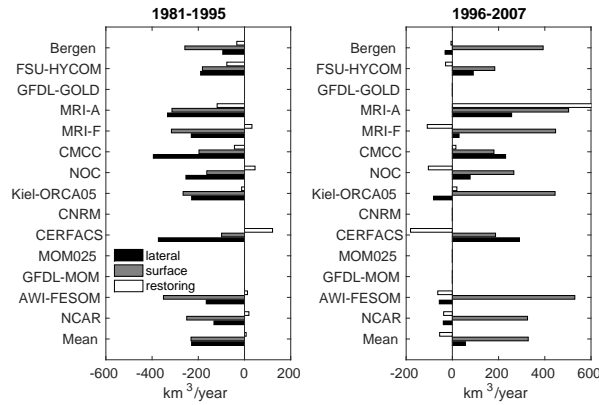 1981-1995
Bergen
FSU-HYCOM
GFDL-GOLD
MRI-A
MRI-F
CMCC
NOC
Kiel-ORCA05
CNRM
CERFACS
MOM025
GFDL-MOM
AWI-FESOM
NCAR
Mean
lateral
surface
restoring
-600 -400 -200 0 200
km³/year
1996-2007
Bergen
FSU-HYCOM
GFDL-GOLD
MRI-A
MRI-F
CMCC
NOC
Kiel-ORCA05
CNRM
CERFACS
MOM025
GFDL-MOM
AWI-FESOM
NCAR
Mean
-200 0 200 400 600
km³/year